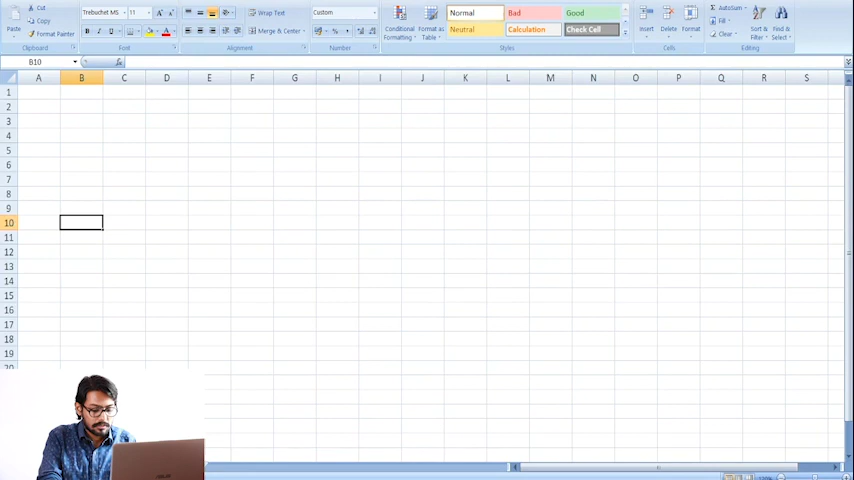 Cut
Copy
Format Painter
Paste
Clipboard
Trebuchet MS 11 A A
B I U A
Font
Wrap Text
Merge & Center
Alignment
Custom
%
Number
Conditional Formatting
Format as Table
Normal Bad Good
Neutral Calculation Check Cell
Styles
Insert Delete Format
Cells
Σ AutoSum
Fill
Clear
Sort & Filter
Find & Select
Editing
B10 fx
A B C D E F G H I J K L M N O P Q R S
1
2
3
4
5
6
7
8
9
10
11
12
13
14
15
16
17
18
19
20